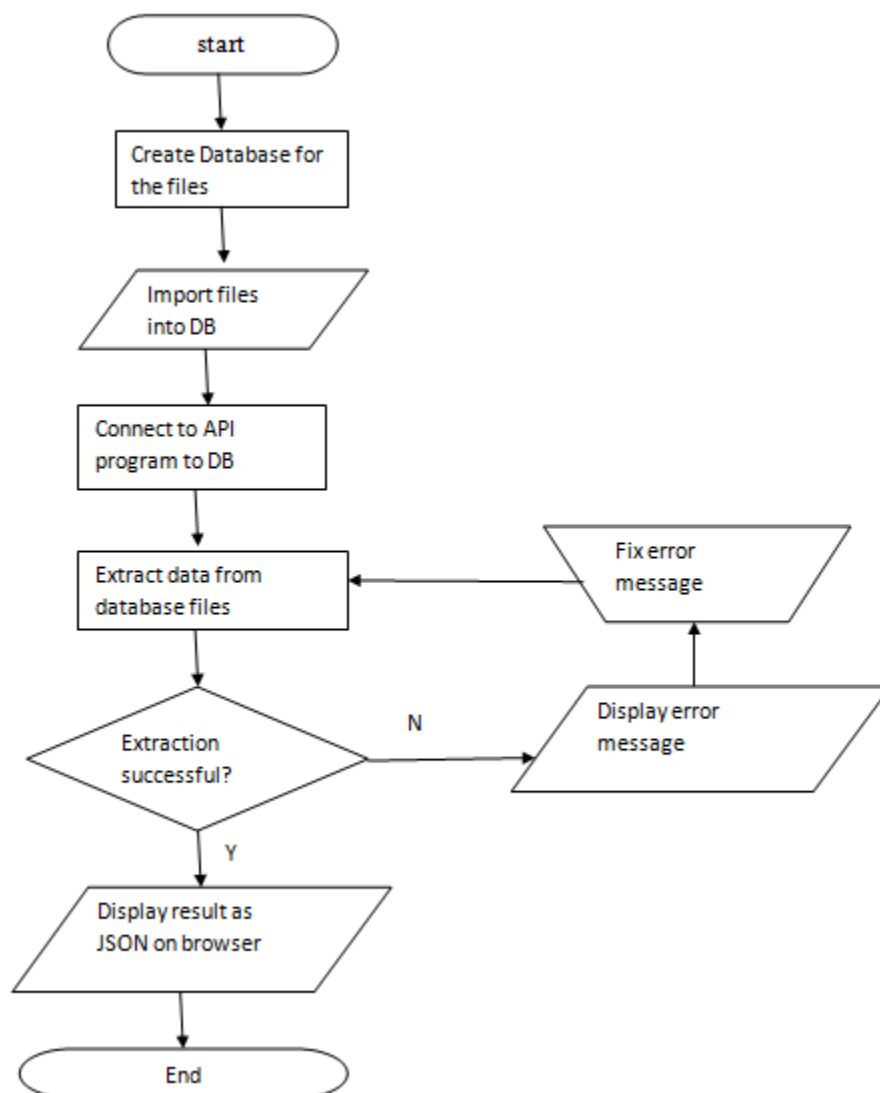 start
Create Database for
the files
Import files
into DB
Connect to API
program to DB
Extract data from
database files
Fix error
message
Extraction
successful?
N
Display error
message
Y
Display result as
JSON on browser
End